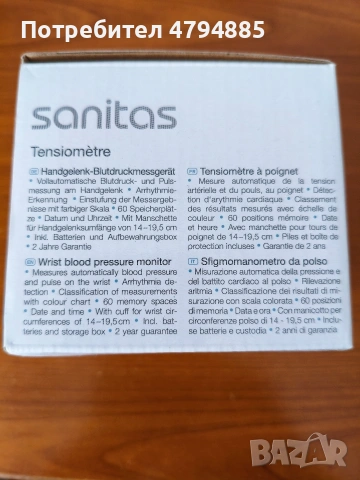 Потребител 4794885
sanitas
Tensiomètre
DE Handgelenk-Blutdruckmessgerät
• Vollautomatische Blutdruck- und Puls-
messung am Handgelenk • Arrhythmie-
Erkennung • Einstufung der Messergeb-
nisse mit farbiger Skala • 60 Speicherplät-
ze • Datum und Uhrzeit • Mit Manschette
für Handgelenksumfänge von 14–19,5 cm
• Inkl. Batterien und Aufbewahrungsbox
• 2 Jahre Garantie
EN Wrist blood pressure monitor
• Measures automatically blood pressure
and pulse on the wrist • Arrhythmia de-
tection • Classification of measurements
with colour chart • 60 memory spaces
• Date and time • With cuff for wrist cir-
cumferences of 14–19,5 cm • Incl. bat-
teries and storage box • 2 year guarantee
FR Tensiomètre à poignet
• Mesure automatique de la tension
artérielle et du pouls, au poignet • Détec-
tion d'arythmie cardiaque • Classement
des résultats mesurés avec échelle de
couleur • 60 positions mémoire • Date
et heure • Avec manchette pour tours de
poignet de 14–19,5 cm • Piles et boîte de
protection incluses • Garantie de 2 ans
IT Sfigmomanometro da polso
• Misurazione automatica della pressione e
del battito cardiaco al polso • Rilevazione
aritmia • Classificazione dei risultati di mi-
surazione con scala colorata • 60 posizioni
di memoria • Data e ora • Con manicotto per
circonferenze polso di 14 - 19,5 cm • Inclu-
se batterie e custodia • 2 anni di garanzia
BAZAR